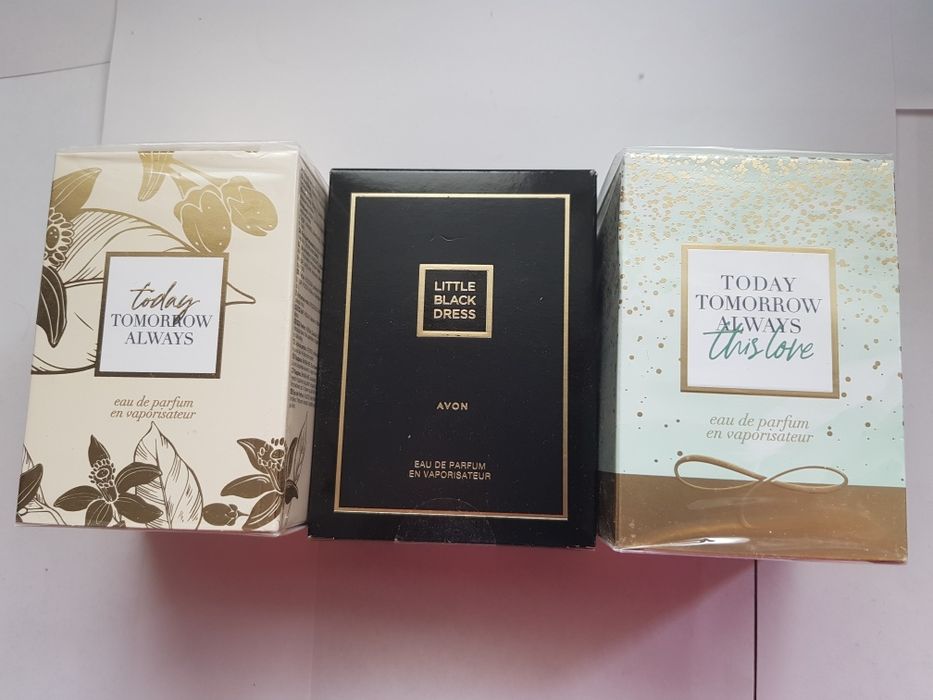 today
TOMORROW
ALWAYS
eau de parfum
en vaporisateur
LITTLE
BLACK
DRESS
AVON
EAU DE PARFUM
EN VAPORISATEUR
TODAY
TOMORROW
ALWAYS
this love
eau de parfum
en vaporisateur